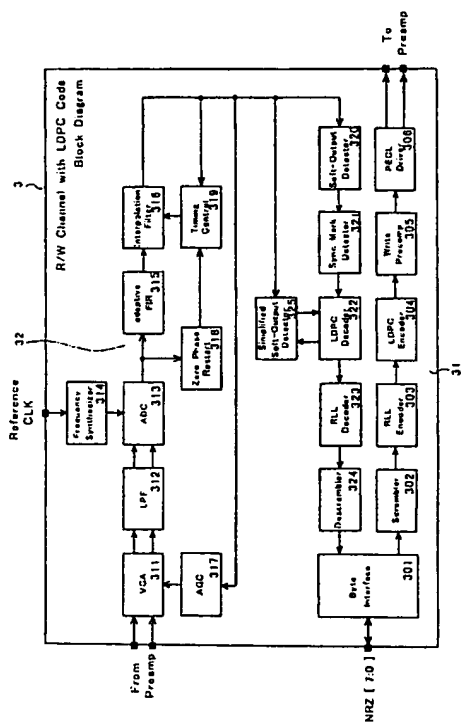 3
R/W Channel with LDPC Code
Block Diagram
32
Reference
CLK
Frequency
Synthesizer
314
From
Preamp
VGA
311
LPF
312
ADC
313
adaptive
FIR
315
Interpolation
Filter
316
AGC
317
Zero Phase
Restart
318
Timing
Control
319
Simplified
Soft-Output
Detector
325
NRZ [ 7:0 ]
Byte
Interface
301
Descrambler
324
RLL
Decoder
323
LDPC
Decoder
322
Sync Mark
Detector
321
Soft-Output
Detector
320
Scrambler
302
RLL
Encoder
303
LDPC
Encoder
304
Write
Precomp
305
PECL
Driver
306
To
Preamp
31